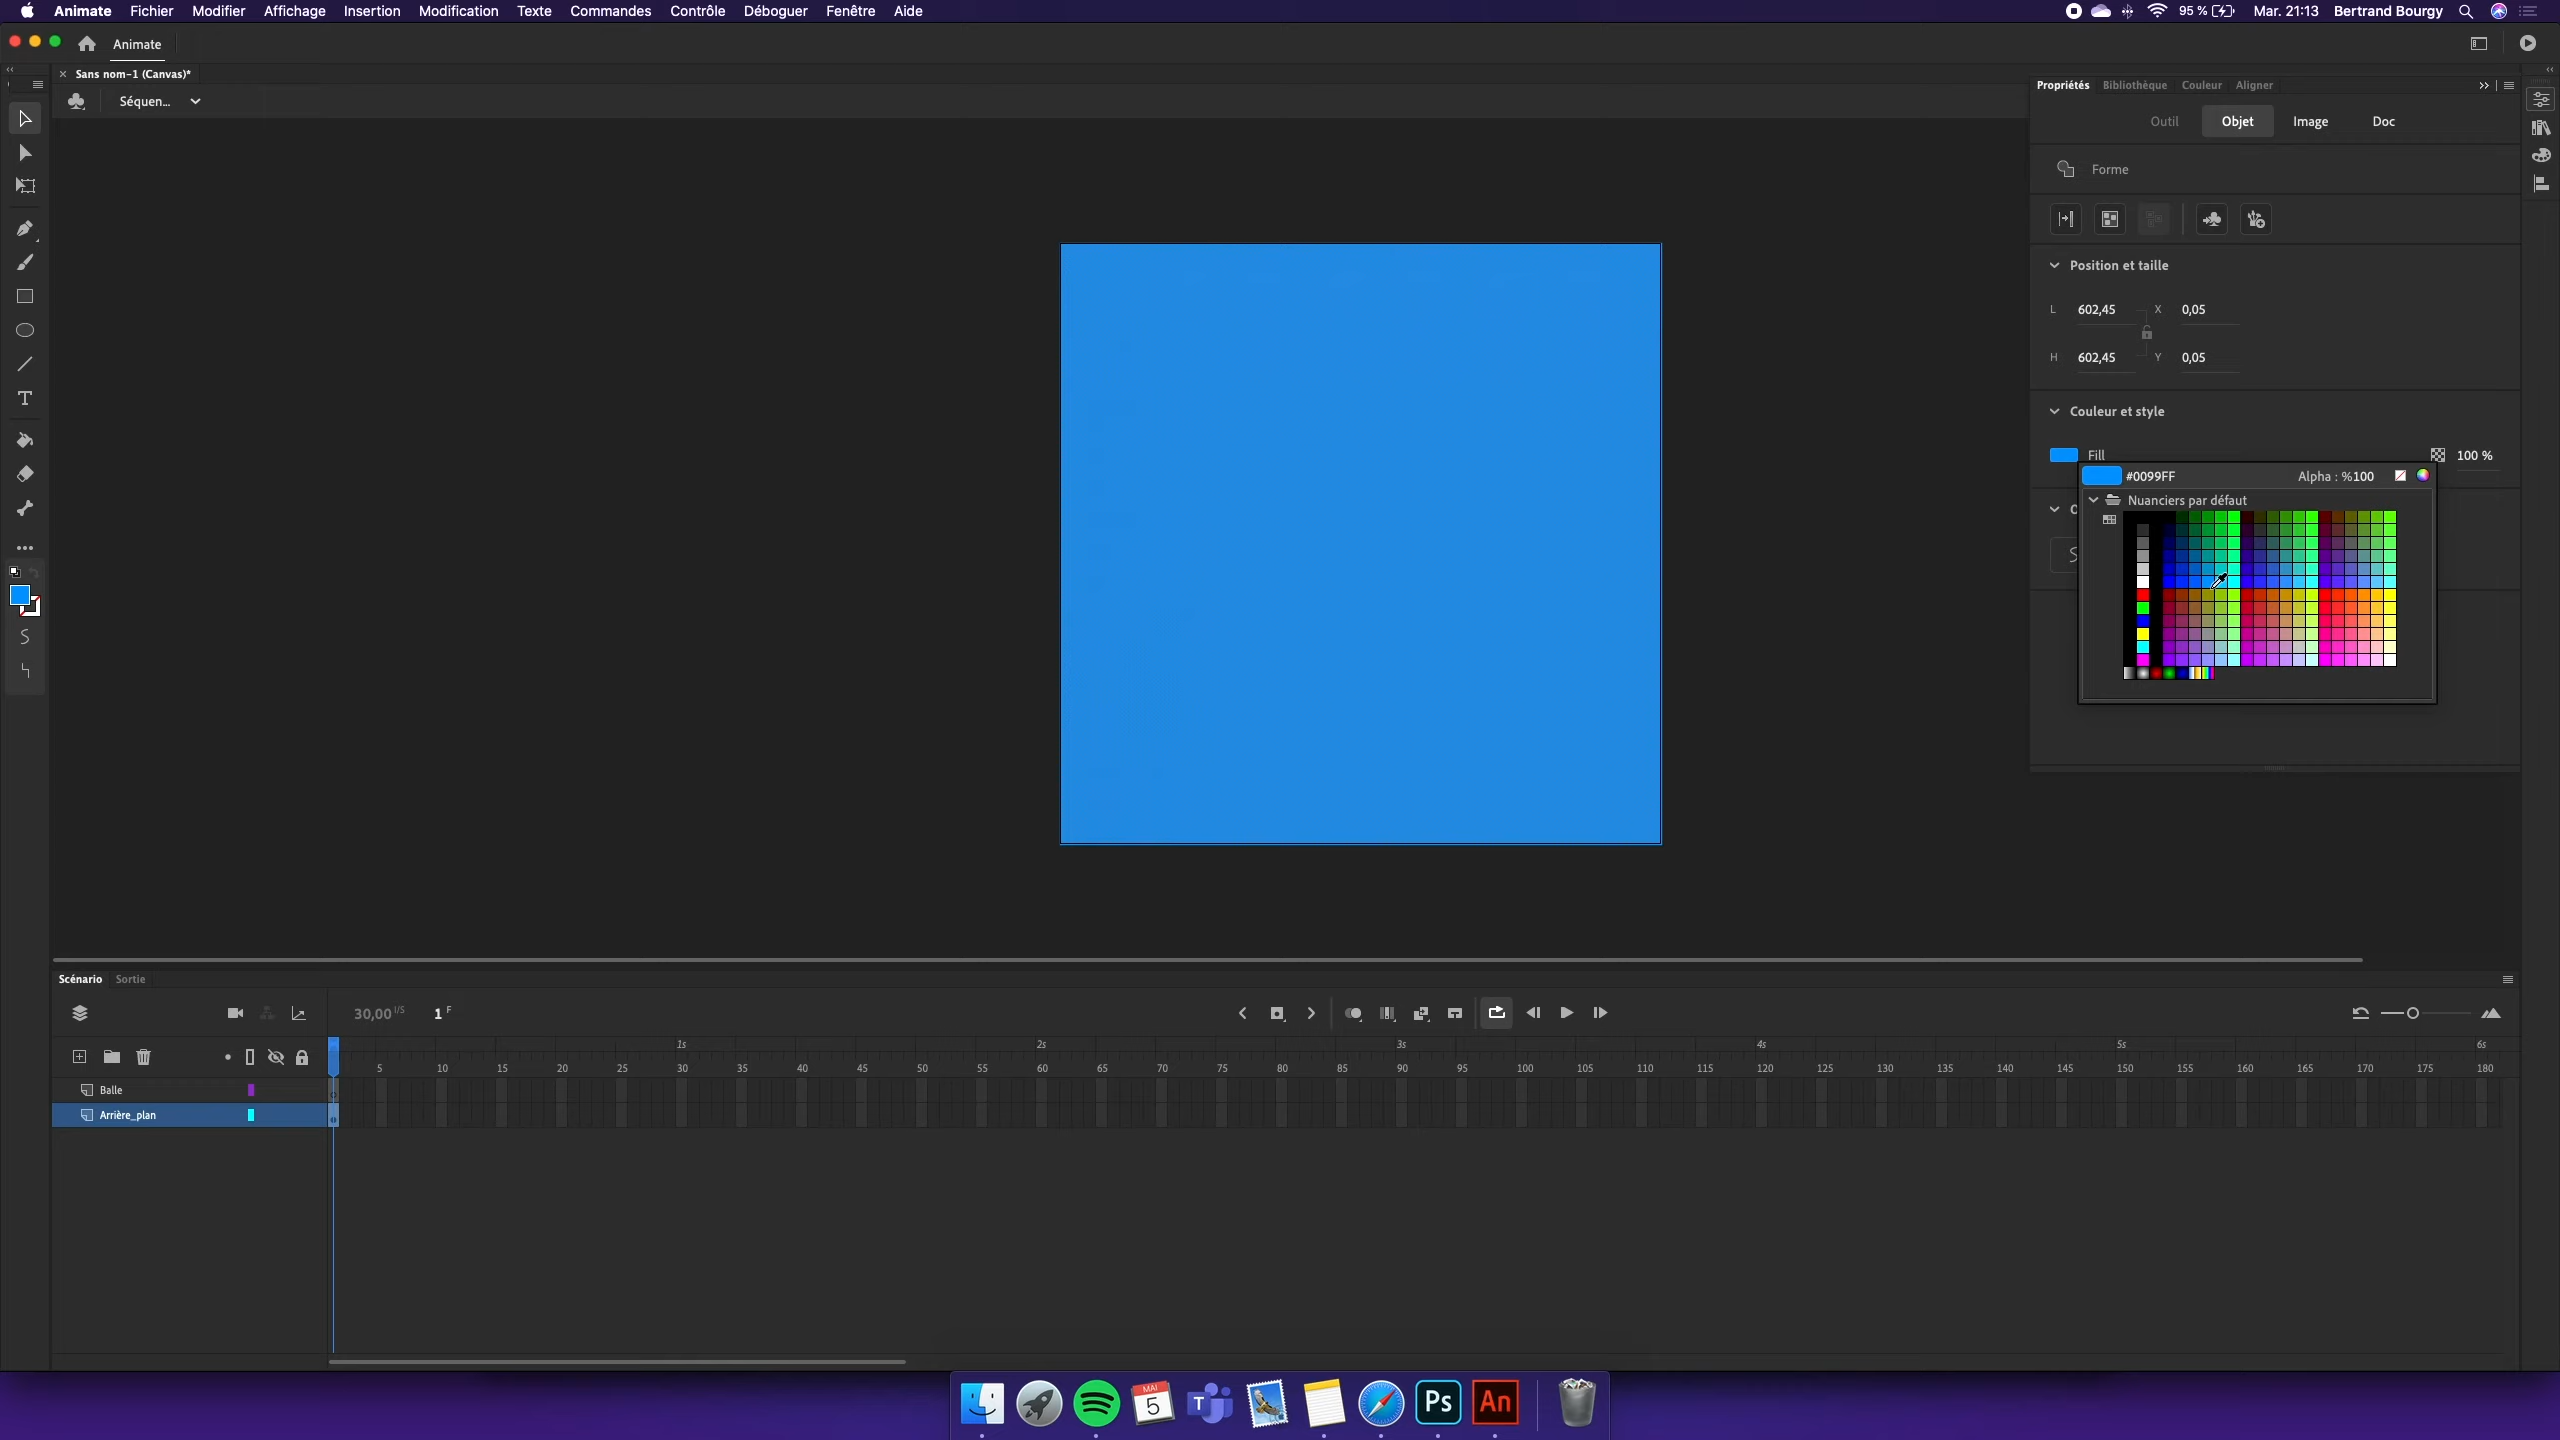 Animate Fichier Modifier Affichage Insertion Modification Texte Commandes Contrôle Déboguer Fenêtre Aide 95 % Mar. 21:13 Bertrand Bourgy
Animate
Sans nom-1 (Canvas)*
Séquen...
Propriétés Bibliothèque Couleur Aligner
Outil Objet Image Doc
Forme
Position et taille
L 602,45 X 0,05
H 602,45 Y 0,05
Couleur et style
Fill 100 %
#0099FF Alpha : %100
Nuanciers par défaut
Scénario Sortie
30,00 I/S 1 F
1s 2s 3s 4s 5s 6s
5 10 15 20 25 30 35 40 45 50 55 60 65 70 75 80 85 90 95 100 105 110 115 120 125 130 135 140 145 150 155 160 165 170 175 180
Balle
Arrière_plan
MAI
5
T
Ps
An